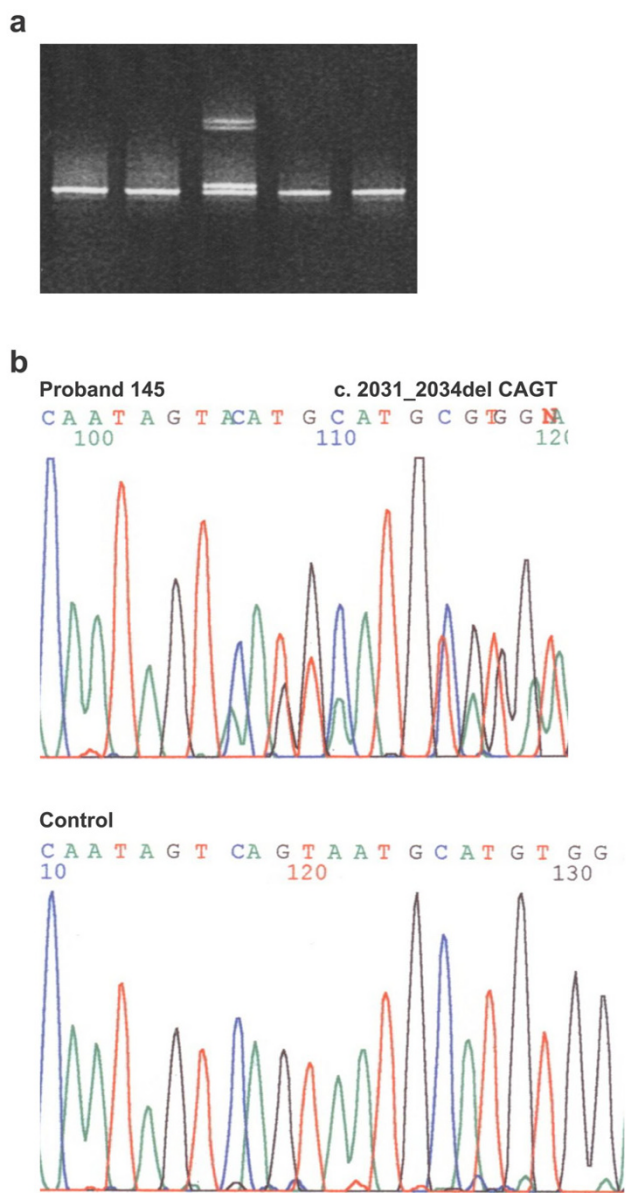 a
b
Proband 145 c. 2031_2034del CAGT
C A A T A G T A C A T G C A T G C G T G G N A
100 110 120
Control
C A A T A G T C A G T A A T G C A T G T G G
10 120 130